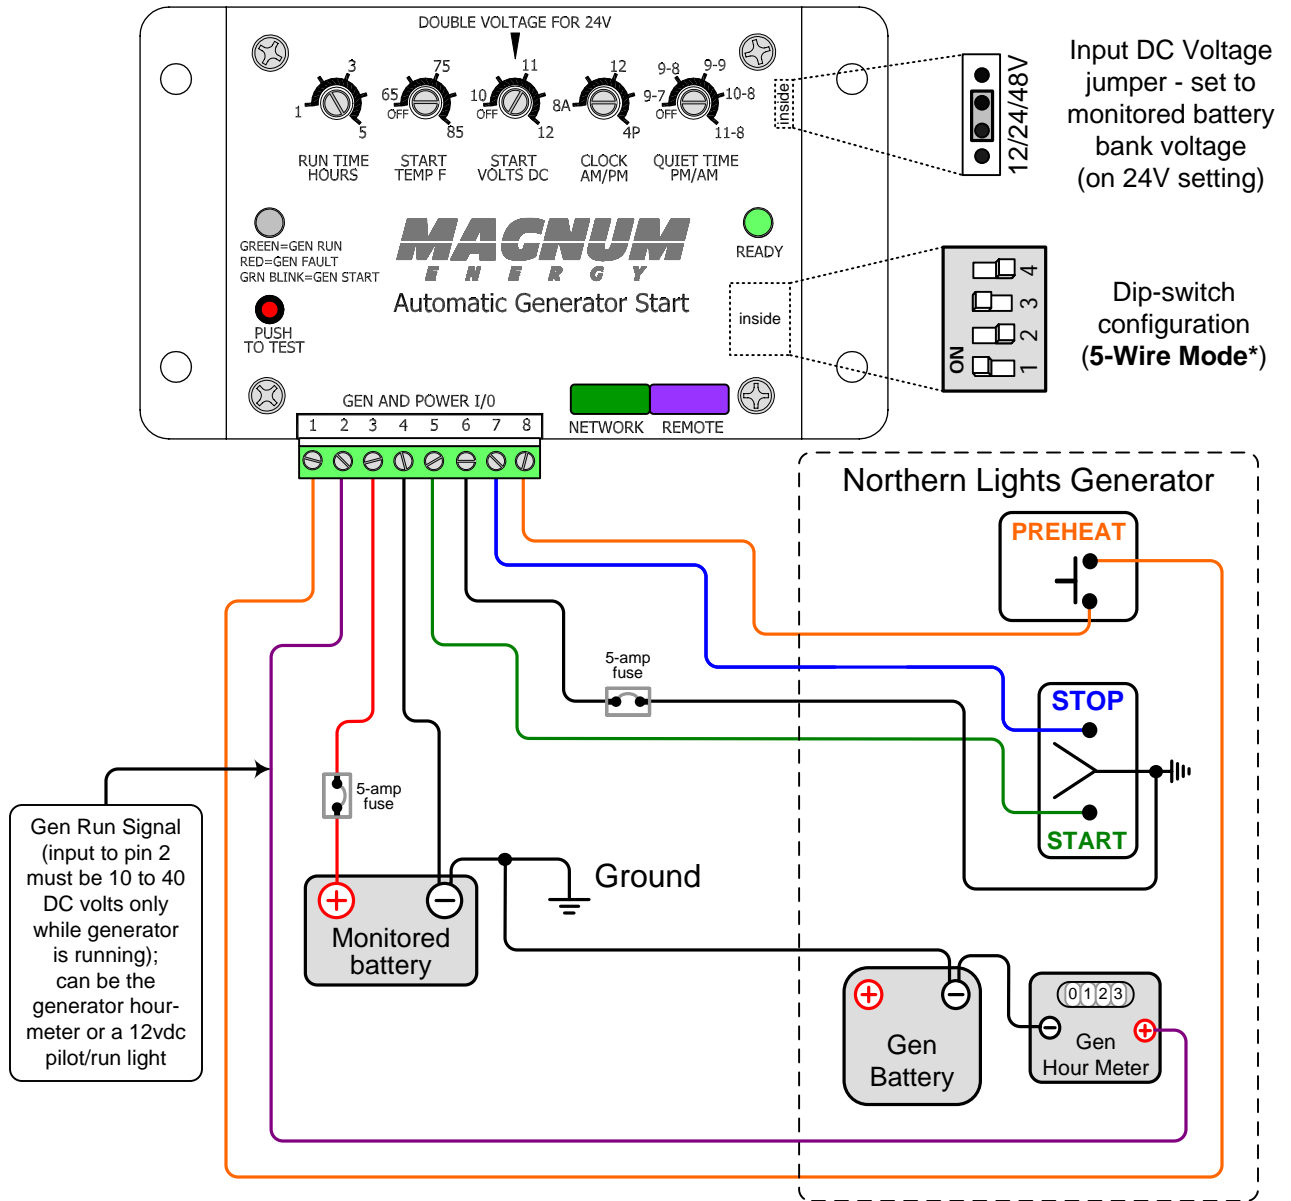 DOUBLE VOLTAGE FOR 24V
1 3 5
RUN TIME
HOURS
OFF 65 75 85
START
TEMP F
OFF 10 11 12
START
VOLTS DC
8A 12 4P
CLOCK
AM/PM
OFF 9-7 9-8 9-9 10-8 11-8
QUIET TIME
PM/AM
inside
12/24/48V
Input DC Voltage
jumper - set to
monitored battery
bank voltage
(on 24V setting)
GREEN=GEN RUN
RED=GEN FAULT
GRN BLINK=GEN START
PUSH
TO TEST
MAGNUM
ENERGY
Automatic Generator Start
READY
inside
ON
1 2 3 4
Dip-switch
configuration
(5-Wire Mode*)
GEN AND POWER I/0
1 2 3 4 5 6 7 8
NETWORK REMOTE
Northern Lights Generator
PREHEAT
STOP
START
5-amp
fuse
5-amp
fuse
Gen Run Signal
(input to pin 2
must be 10 to 40
DC volts only
while generator
is running);
can be the
generator hour-
meter or a 12vdc
pilot/run light
+ −
Monitored
battery
Ground
+ −
Gen
Battery
0 1 2 3
− +
Gen
Hour Meter